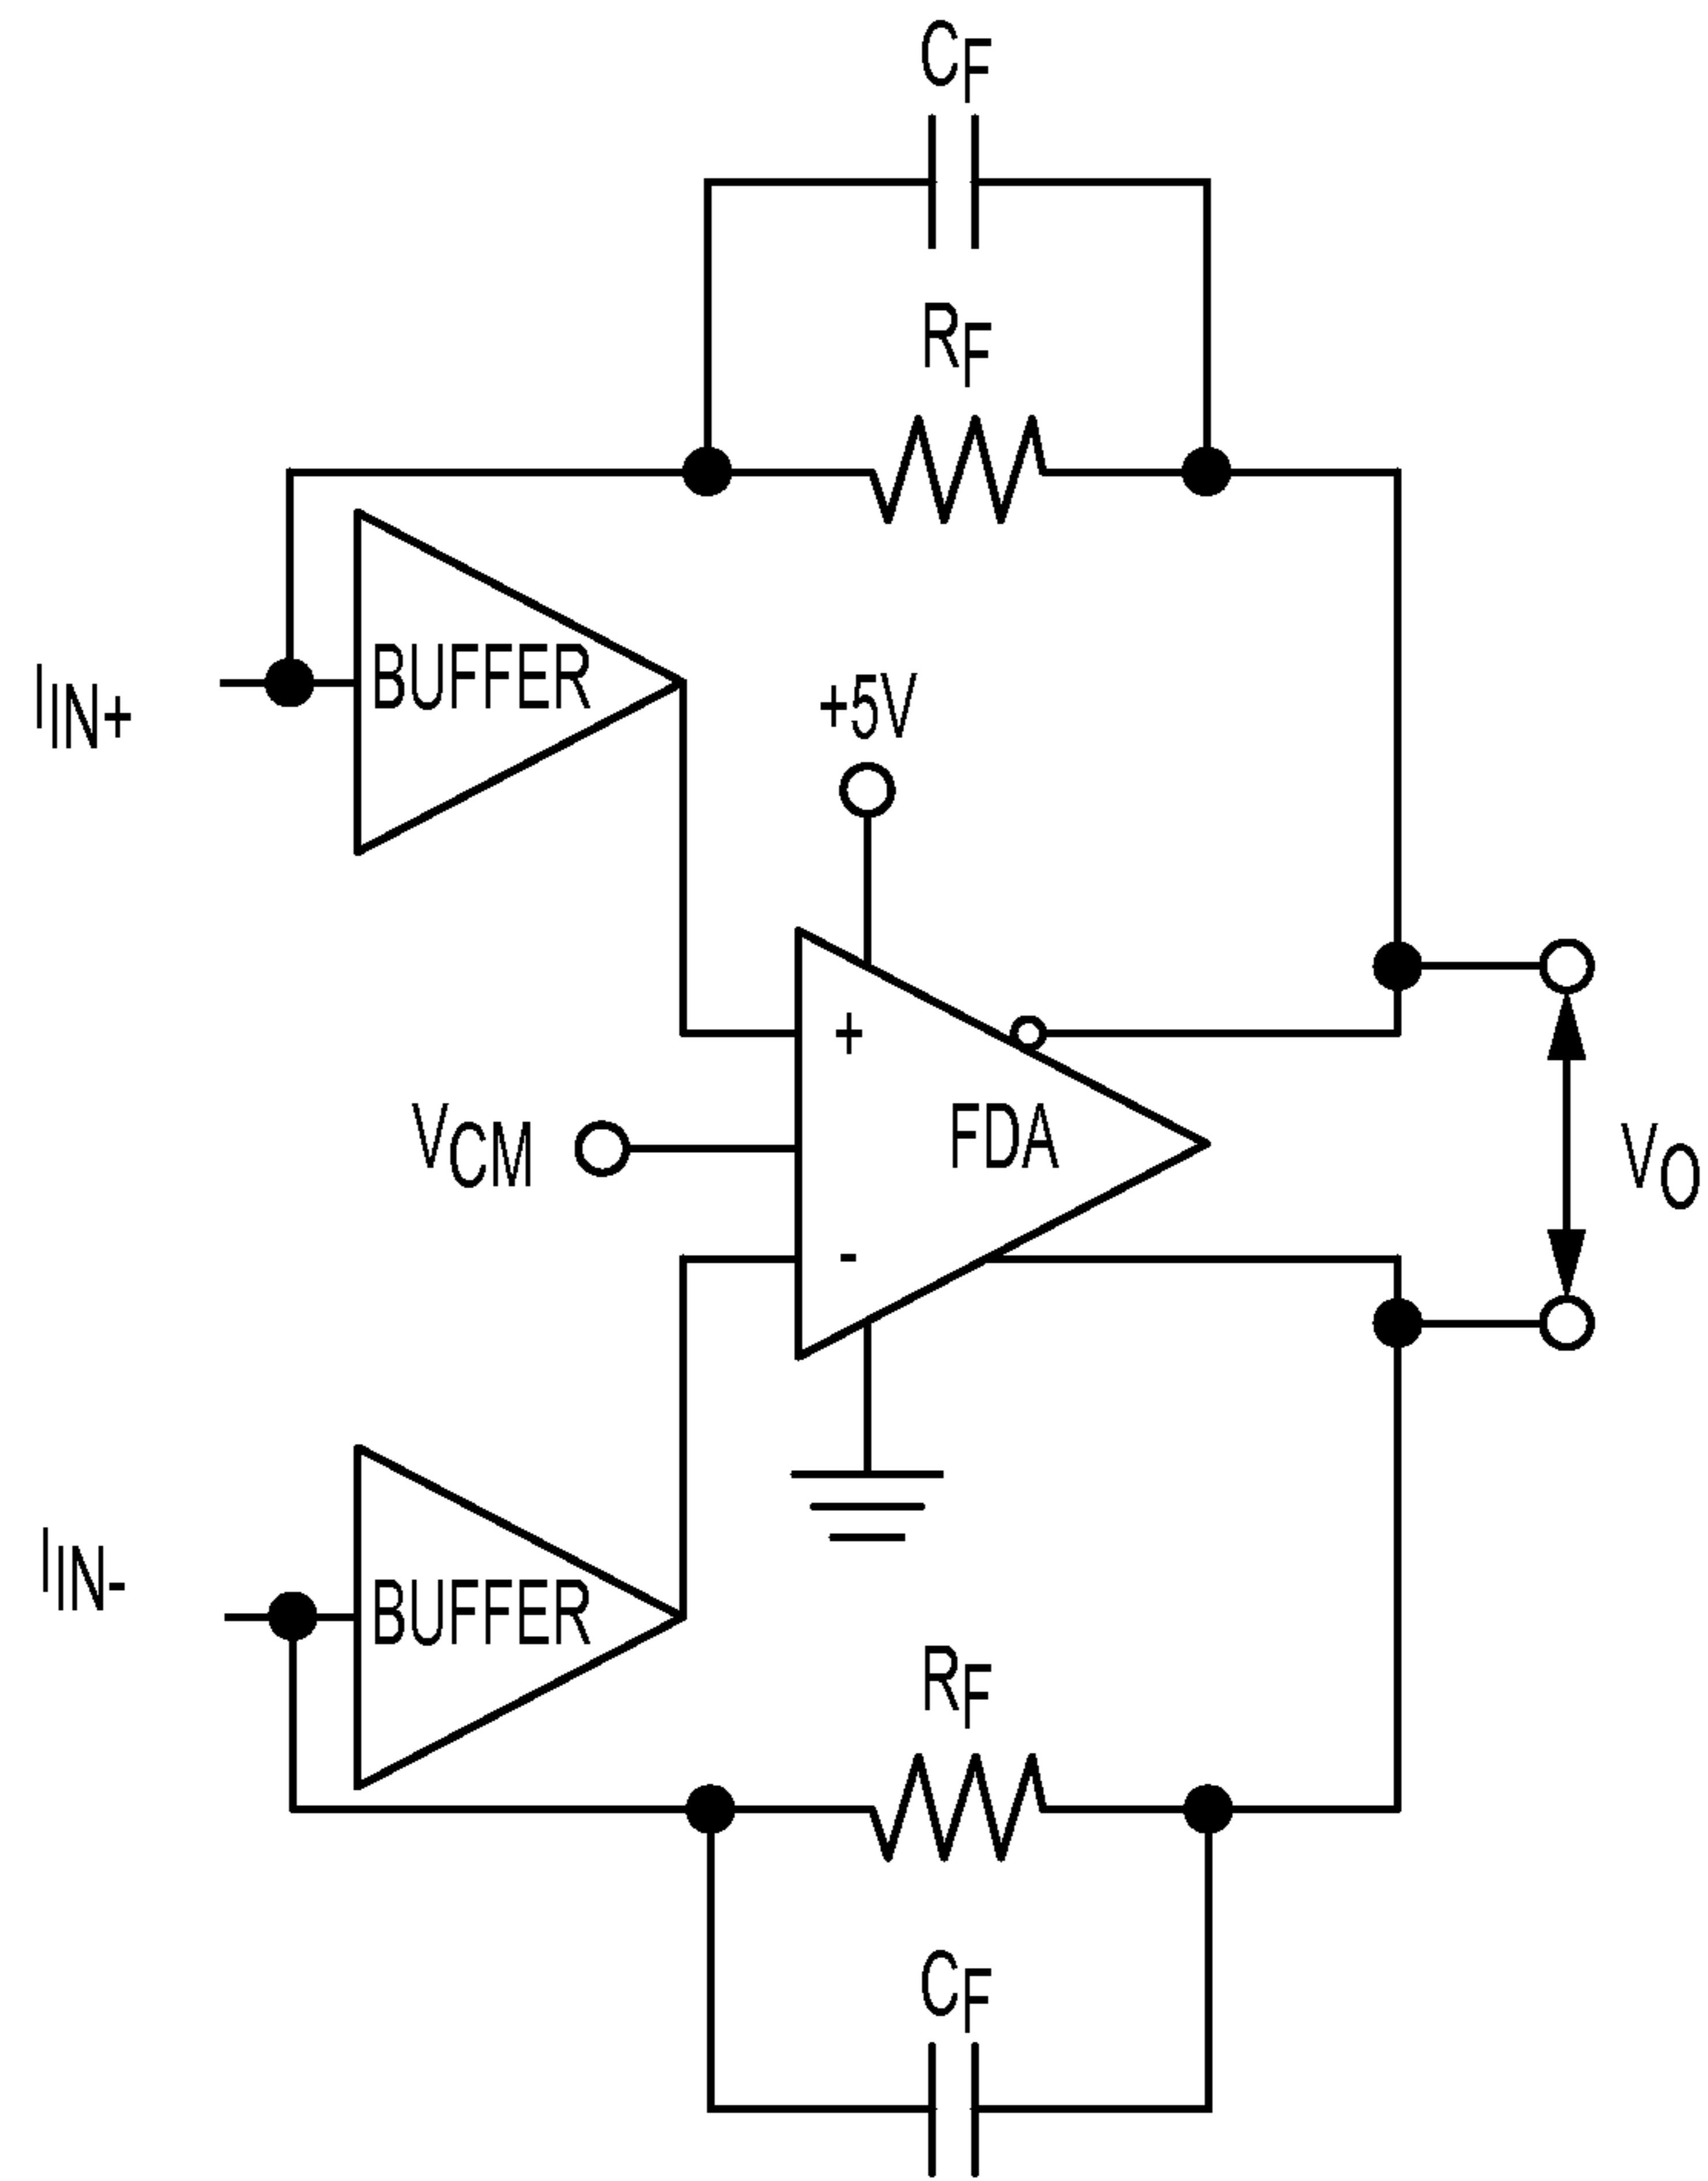 CF
RF
IIN+
BUFFER
+5V
+
VCM
FDA
VO
-
IIN-
BUFFER
RF
CF